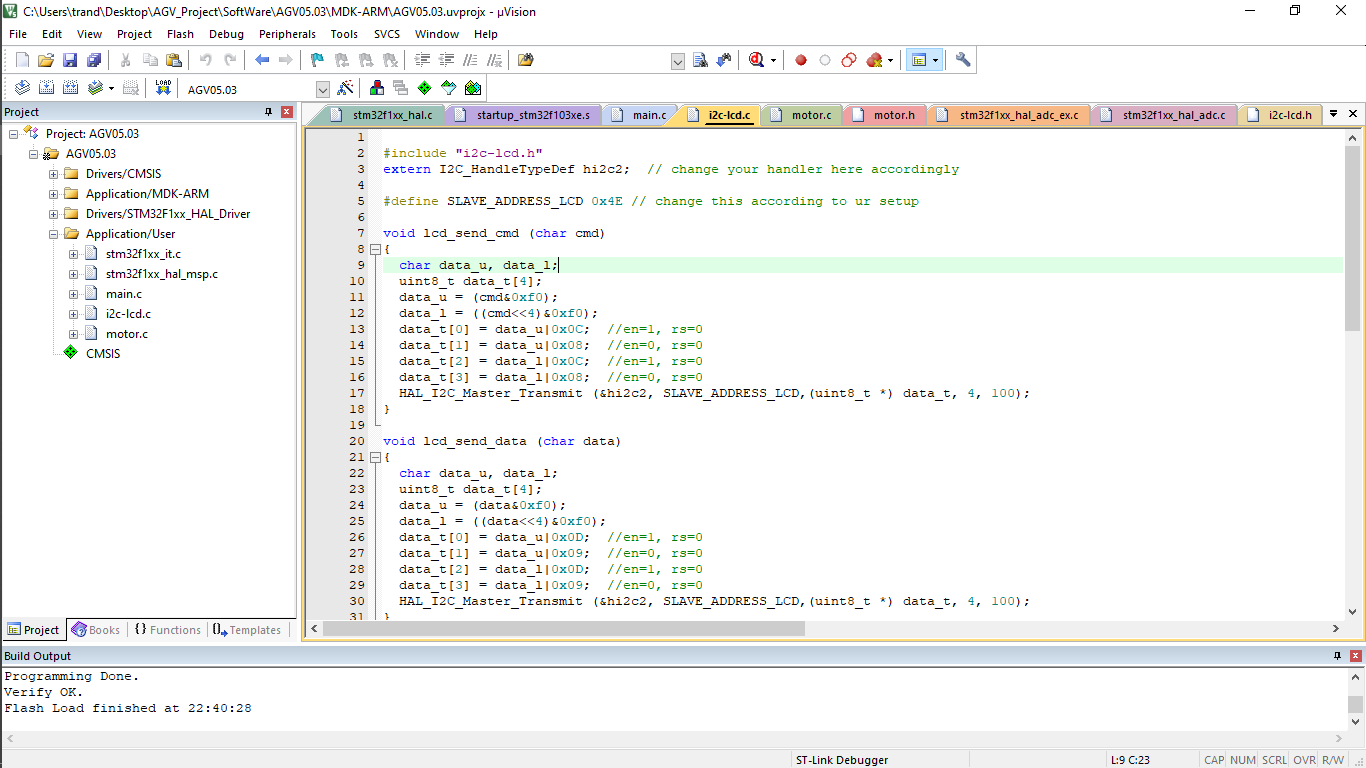 C:\Users\trand\Desktop\AGV_Project\SoftWare\AGV05.03\MDK-ARM\AGV05.03.uvprojx - µVision
File Edit View Project Flash Debug Peripherals Tools SVCS Window Help
LOAD AGV05.03
Project
stm32f1xx_hal.c startup_stm32f103xe.s main.c i2c-lcd.c motor.c motor.h stm32f1xx_hal_adc_ex.c stm32f1xx_hal_adc.c i2c-lcd.h
Project: AGV05.03
AGV05.03
Drivers/CMSIS
Application/MDK-ARM
Drivers/STM32F1xx_HAL_Driver
Application/User
stm32f1xx_it.c
stm32f1xx_hal_msp.c
main.c
i2c-lcd.c
motor.c
CMSIS
Project Books Functions Templates
1
2 #include "i2c-lcd.h"
3 extern I2C_HandleTypeDef hi2c2;  // change your handler here accordingly
4
5 #define SLAVE_ADDRESS_LCD 0x4E // change this according to ur setup
6
7 void lcd_send_cmd (char cmd)
8 {
9   char data_u, data_l;
10   uint8_t data_t[4];
11   data_u = (cmd&0xf0);
12   data_l = ((cmd<<4)&0xf0);
13   data_t[0] = data_u|0x0C;  //en=1, rs=0
14   data_t[1] = data_u|0x08;  //en=0, rs=0
15   data_t[2] = data_l|0x0C;  //en=1, rs=0
16   data_t[3] = data_l|0x08;  //en=0, rs=0
17   HAL_I2C_Master_Transmit (&hi2c2, SLAVE_ADDRESS_LCD,(uint8_t *) data_t, 4, 100);
18 }
19
20 void lcd_send_data (char data)
21 {
22   char data_u, data_l;
23   uint8_t data_t[4];
24   data_u = (data&0xf0);
25   data_l = ((data<<4)&0xf0);
26   data_t[0] = data_u|0x0D;  //en=1, rs=0
27   data_t[1] = data_u|0x09;  //en=0, rs=0
28   data_t[2] = data_l|0x0D;  //en=1, rs=0
29   data_t[3] = data_l|0x09;  //en=0, rs=0
30   HAL_I2C_Master_Transmit (&hi2c2, SLAVE_ADDRESS_LCD,(uint8_t *) data_t, 4, 100);
31 }
Build Output
Programming Done.
Verify OK.
Flash Load finished at 22:40:28
ST-Link Debugger L:9 C:23 CAP NUM SCRL OVR R/W